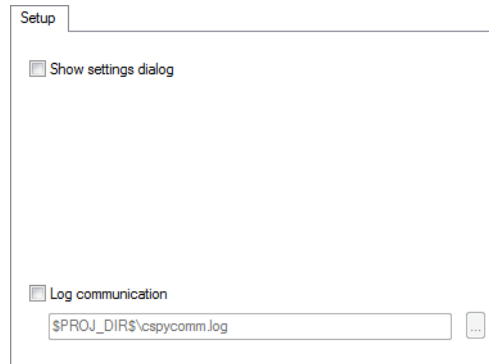 Setup
Show settings dialog
Log communication
$PROJ_DIR$\cspycomm.log
...